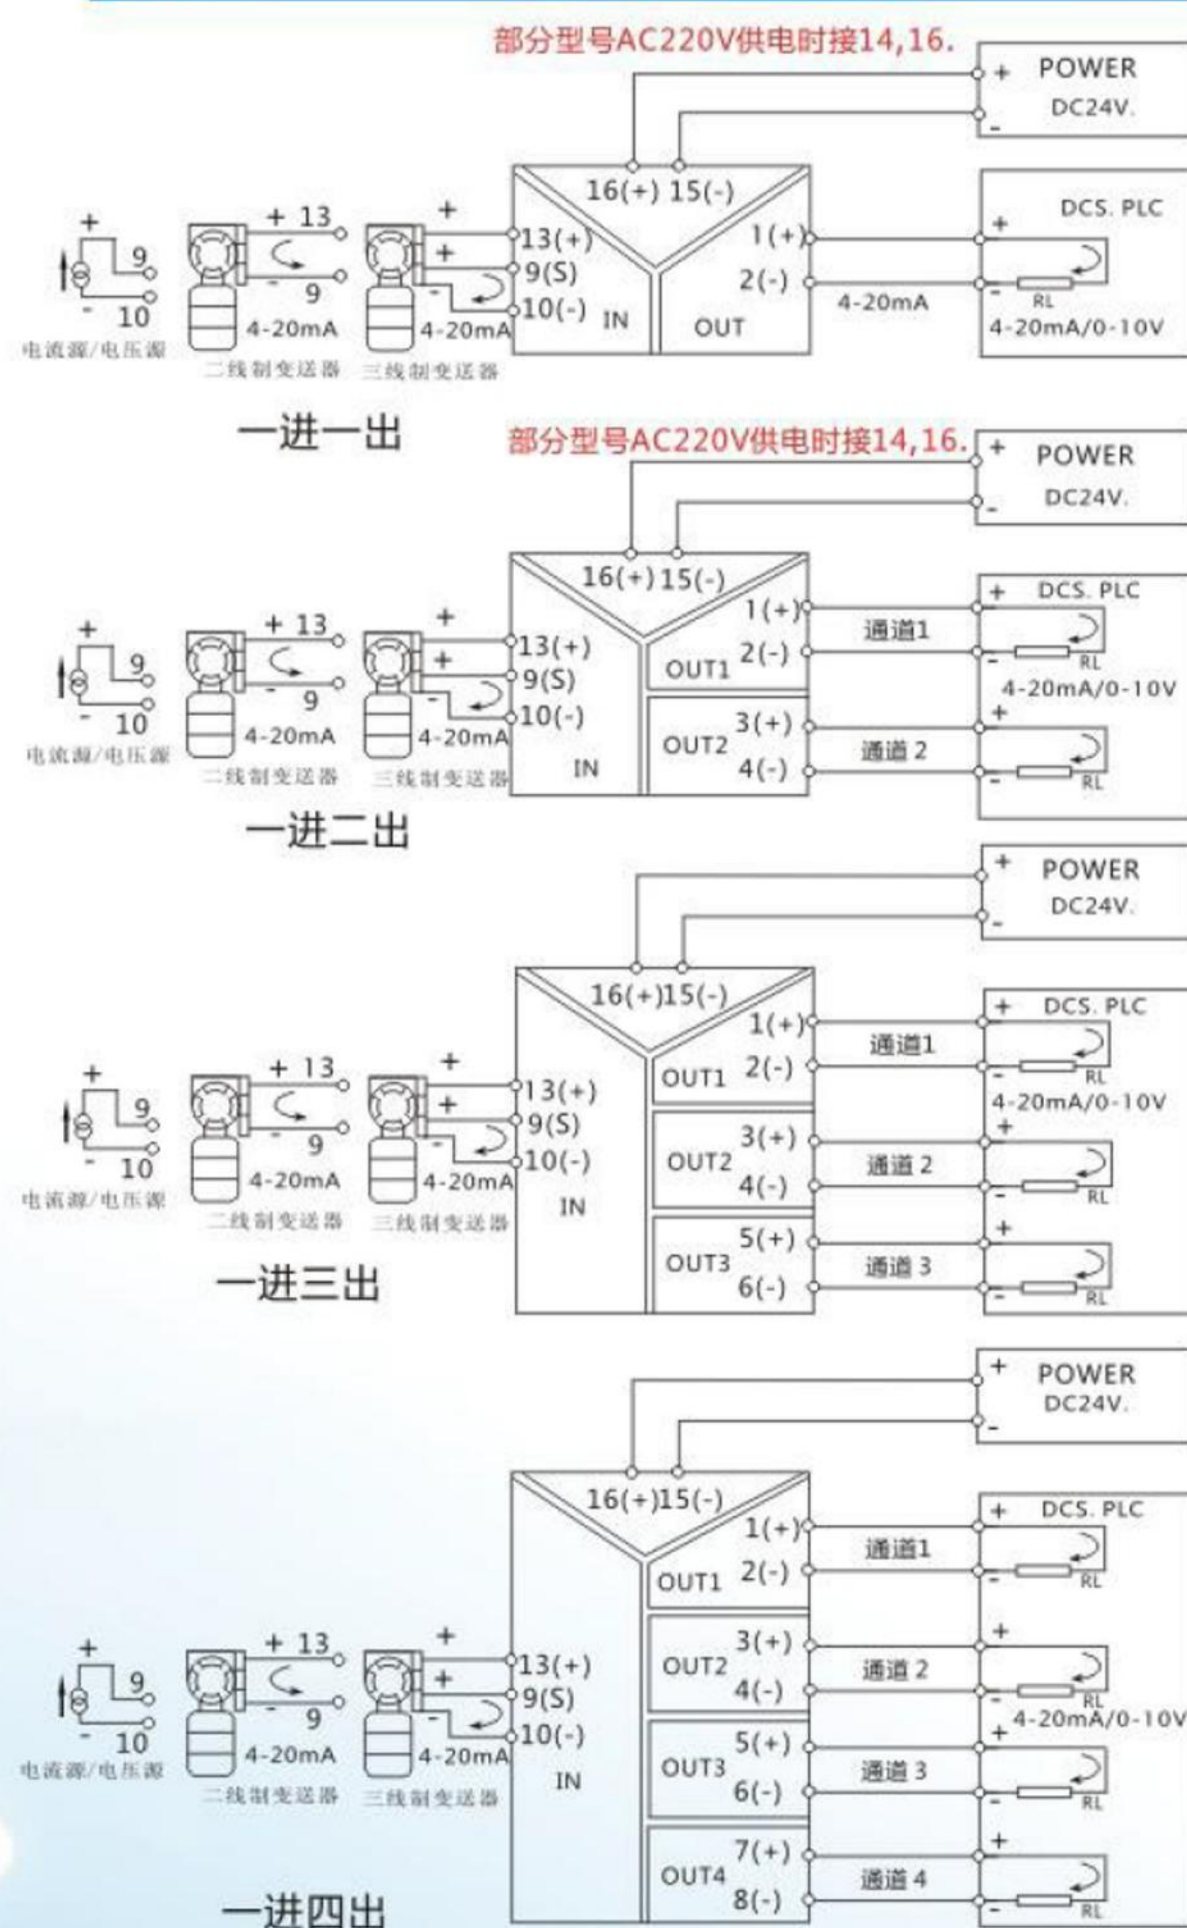 部分型号AC220V供电时接14,16.
+ POWER
DC24V.
-
16(+) 15(-)
DCS. PLC
+ 9
- 10
电流源/电压源
+ 13
- 9
4-20mA
二线制变送器
+
+
-
4-20mA
三线制变送器
13(+)
9(S)
10(-) IN
1(+)
2(-)
OUT
4-20mA
+
- RL
4-20mA/0-10V
一进一出
部分型号AC220V供电时接14,16.
+ POWER
DC24V.
-
16(+) 15(-)
+ 9
- 10
电流源/电压源
+ 13
- 9
4-20mA
二线制变送器
+
+
-
4-20mA
三线制变送器
13(+)
9(S)
10(-)
IN
1(+)
OUT1 2(-)
通道1
3(+)
OUT2
4(-)
通道 2
+ DCS. PLC
- RL
4-20mA/0-10V
+
- RL
一进二出
+ POWER
DC24V.
-
16(+)15(-)
+ 9
- 10
电流源/电压源
+ 13
- 9
4-20mA
二线制变送器
+
+
-
4-20mA
三线制变送器
13(+)
9(S)
10(-)
IN
1(+)
OUT1 2(-)
通道1
3(+)
OUT2
4(-)
通道 2
5(+)
OUT3
6(-)
通道 3
+ DCS. PLC
- RL
4-20mA/0-10V
+
- RL
+
- RL
一进三出
+ POWER
DC24V.
-
16(+)15(-)
+ 9
- 10
电流源/电压源
+ 13
- 9
4-20mA
二线制变送器
+
+
-
4-20mA
三线制变送器
13(+)
9(S)
10(-)
IN
1(+)
OUT1 2(-)
通道1
3(+)
OUT2
4(-)
通道 2
5(+)
OUT3
6(-)
通道 3
7(+)
OUT4
8(-)
通道 4
+ DCS. PLC
- RL
+
- RL
4-20mA/0-10V
+
- RL
+
- RL
一进四出